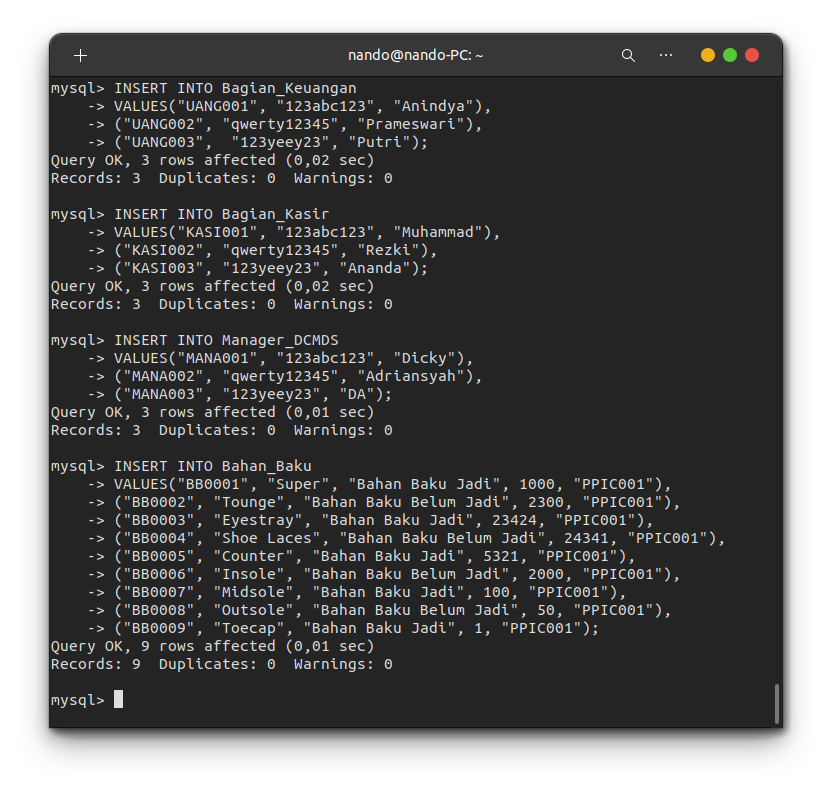 nando@nando-PC: ~
mysql> INSERT INTO Bagian_Keuangan
    -> VALUES("UANG001", "123abc123", "Anindya"),
    -> ("UANG002", "qwerty12345", "Prameswari"),
    -> ("UANG003",  "123yeey23", "Putri");
Query OK, 3 rows affected (0,02 sec)
Records: 3  Duplicates: 0  Warnings: 0

mysql> INSERT INTO Bagian_Kasir
    -> VALUES("KASI001", "123abc123", "Muhammad"),
    -> ("KASI002", "qwerty12345", "Rezki"),
    -> ("KASI003", "123yeey23", "Ananda");
Query OK, 3 rows affected (0,02 sec)
Records: 3  Duplicates: 0  Warnings: 0

mysql> INSERT INTO Manager_DCMDS
    -> VALUES("MANA001", "123abc123", "Dicky"),
    -> ("MANA002", "qwerty12345", "Adriansyah"),
    -> ("MANA003", "123yeey23", "DA");
Query OK, 3 rows affected (0,01 sec)
Records: 3  Duplicates: 0  Warnings: 0

mysql> INSERT INTO Bahan_Baku
    -> VALUES("BB0001", "Super", "Bahan Baku Jadi", 1000, "PPIC001"),
    -> ("BB0002", "Tounge", "Bahan Baku Belum Jadi", 2300, "PPIC001"),
    -> ("BB0003", "Eyestray", "Bahan Baku Jadi", 23424, "PPIC001"),
    -> ("BB0004", "Shoe Laces", "Bahan Baku Belum Jadi", 24341, "PPIC001"),
    -> ("BB0005", "Counter", "Bahan Baku Jadi", 5321, "PPIC001"),
    -> ("BB0006", "Insole", "Bahan Baku Belum Jadi", 2000, "PPIC001"),
    -> ("BB0007", "Midsole", "Bahan Baku Jadi", 100, "PPIC001"),
    -> ("BB0008", "Outsole", "Bahan Baku Belum Jadi", 50, "PPIC001"),
    -> ("BB0009", "Toecap", "Bahan Baku Jadi", 1, "PPIC001");
Query OK, 9 rows affected (0,01 sec)
Records: 9  Duplicates: 0  Warnings: 0

mysql>